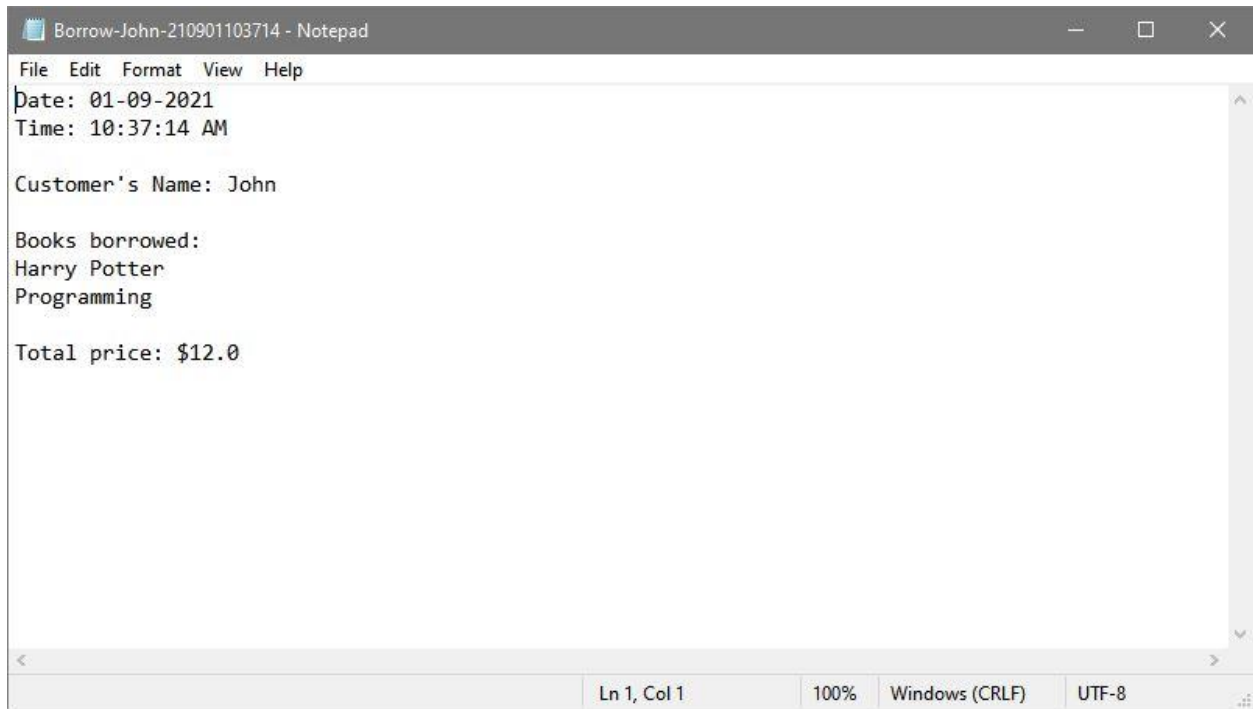 Borrow-John-210901103714 - Notepad
File Edit Format View Help
Date: 01-09-2021
Time: 10:37:14 AM
Customer's Name: John
Books borrowed:
Harry Potter
Programming
Total price: $12.0
Ln 1, Col 1 100% Windows (CRLF) UTF-8